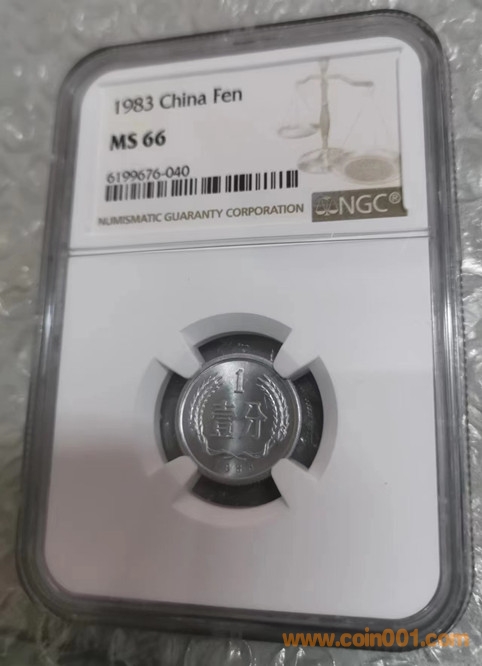 1983 China Fen
MS 66
6199676-040
NUMISMATIC GUARANTY CORPORATION
NGC®
1
壹分
www.coin001.com